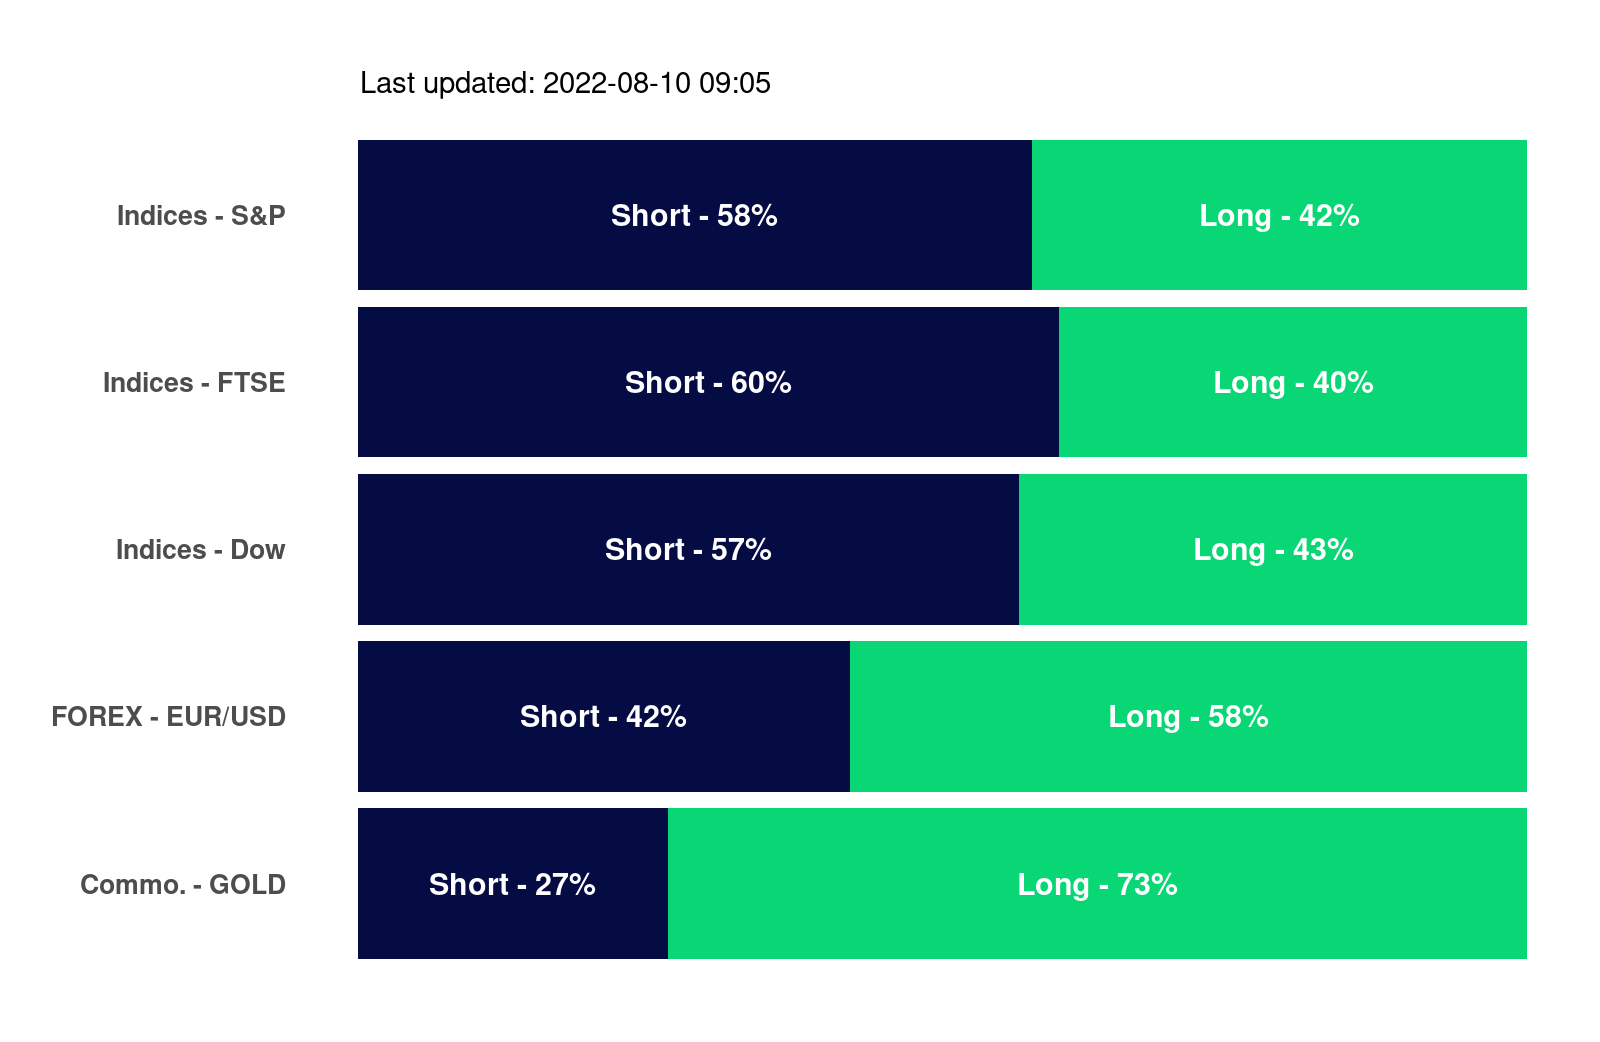 Last updated: 2022-08-10 09:05
Indices - S&P Short - 58% Long - 42%
Indices - FTSE Short - 60% Long - 40%
Indices - Dow Short - 57% Long - 43%
FOREX - EUR/USD Short - 42% Long - 58%
Commo. - GOLD Short - 27% Long - 73%